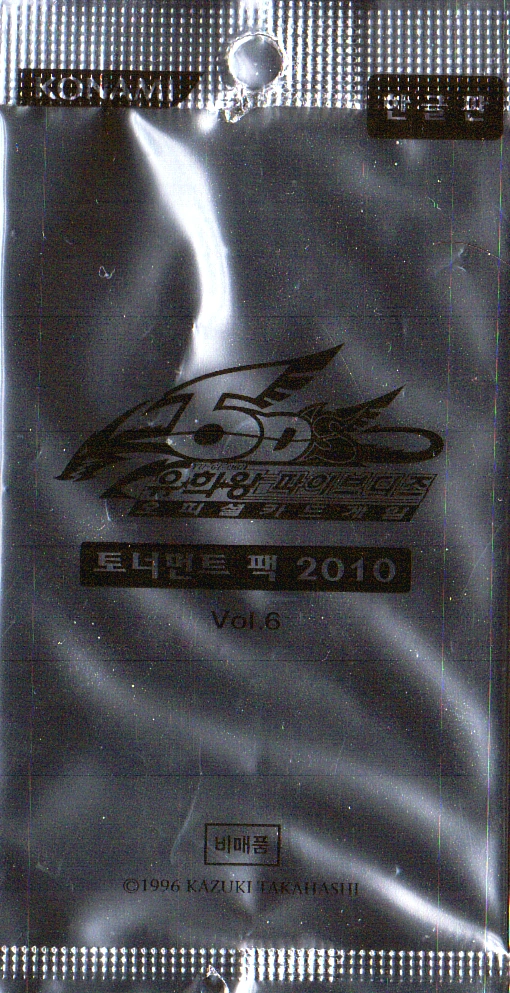 KONAMI
한글판
5D's
유희왕 파이브디즈
오피셜카드게임
토너먼트 팩 2010
Vol.6
비매품
©1996 KAZUKI TAKAHASHI